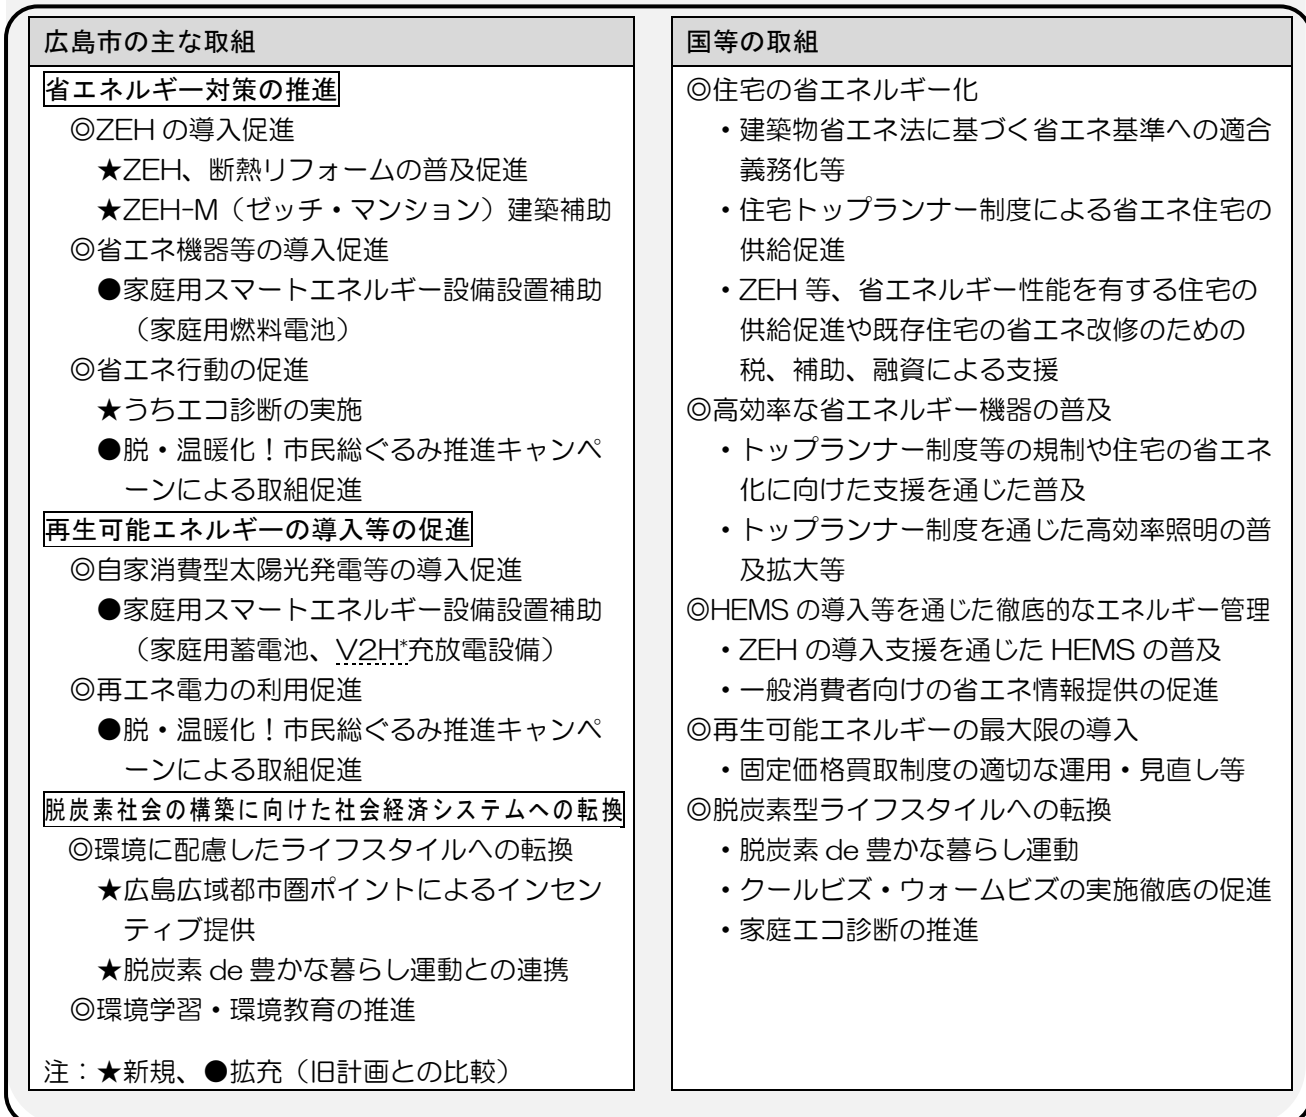 広島市の主な取組
省エネルギー対策の推進
◎ZEH の導入促進
★ZEH、断熱リフォームの普及促進
★ZEH-M（ゼッチ・マンション）建築補助
◎省エネ機器等の導入促進
●家庭用スマートエネルギー設備設置補助
（家庭用燃料電池）
◎省エネ行動の促進
★うちエコ診断の実施
●脱・温暖化！市民総ぐるみ推進キャンペ
ーンによる取組促進
再生可能エネルギーの導入等の促進
◎自家消費型太陽光発電等の導入促進
●家庭用スマートエネルギー設備設置補助
（家庭用蓄電池、V2H*充放電設備）
◎再エネ電力の利用促進
●脱・温暖化！市民総ぐるみ推進キャンペ
ーンによる取組促進
脱炭素社会の構築に向けた社会経済システムへの転換
◎環境に配慮したライフスタイルへの転換
★広島広域都市圏ポイントによるインセン
ティブ提供
★脱炭素 de 豊かな暮らし運動との連携
◎環境学習・環境教育の推進
注：★新規、●拡充（旧計画との比較）
国等の取組
◎住宅の省エネルギー化
・建築物省エネ法に基づく省エネ基準への適合
義務化等
・住宅トップランナー制度による省エネ住宅の
供給促進
・ZEH 等、省エネルギー性能を有する住宅の
供給促進や既存住宅の省エネ改修のための
税、補助、融資による支援
◎高効率な省エネルギー機器の普及
・トップランナー制度等の規制や住宅の省エネ
化に向けた支援を通じた普及
・トップランナー制度を通じた高効率照明の普
及拡大等
◎HEMS の導入等を通じた徹底的なエネルギー管理
・ZEH の導入支援を通じた HEMS の普及
・一般消費者向けの省エネ情報提供の促進
◎再生可能エネルギーの最大限の導入
・固定価格買取制度の適切な運用・見直し等
◎脱炭素型ライフスタイルへの転換
・脱炭素 de 豊かな暮らし運動
・クールビズ・ウォームビズの実施徹底の促進
・家庭エコ診断の推進